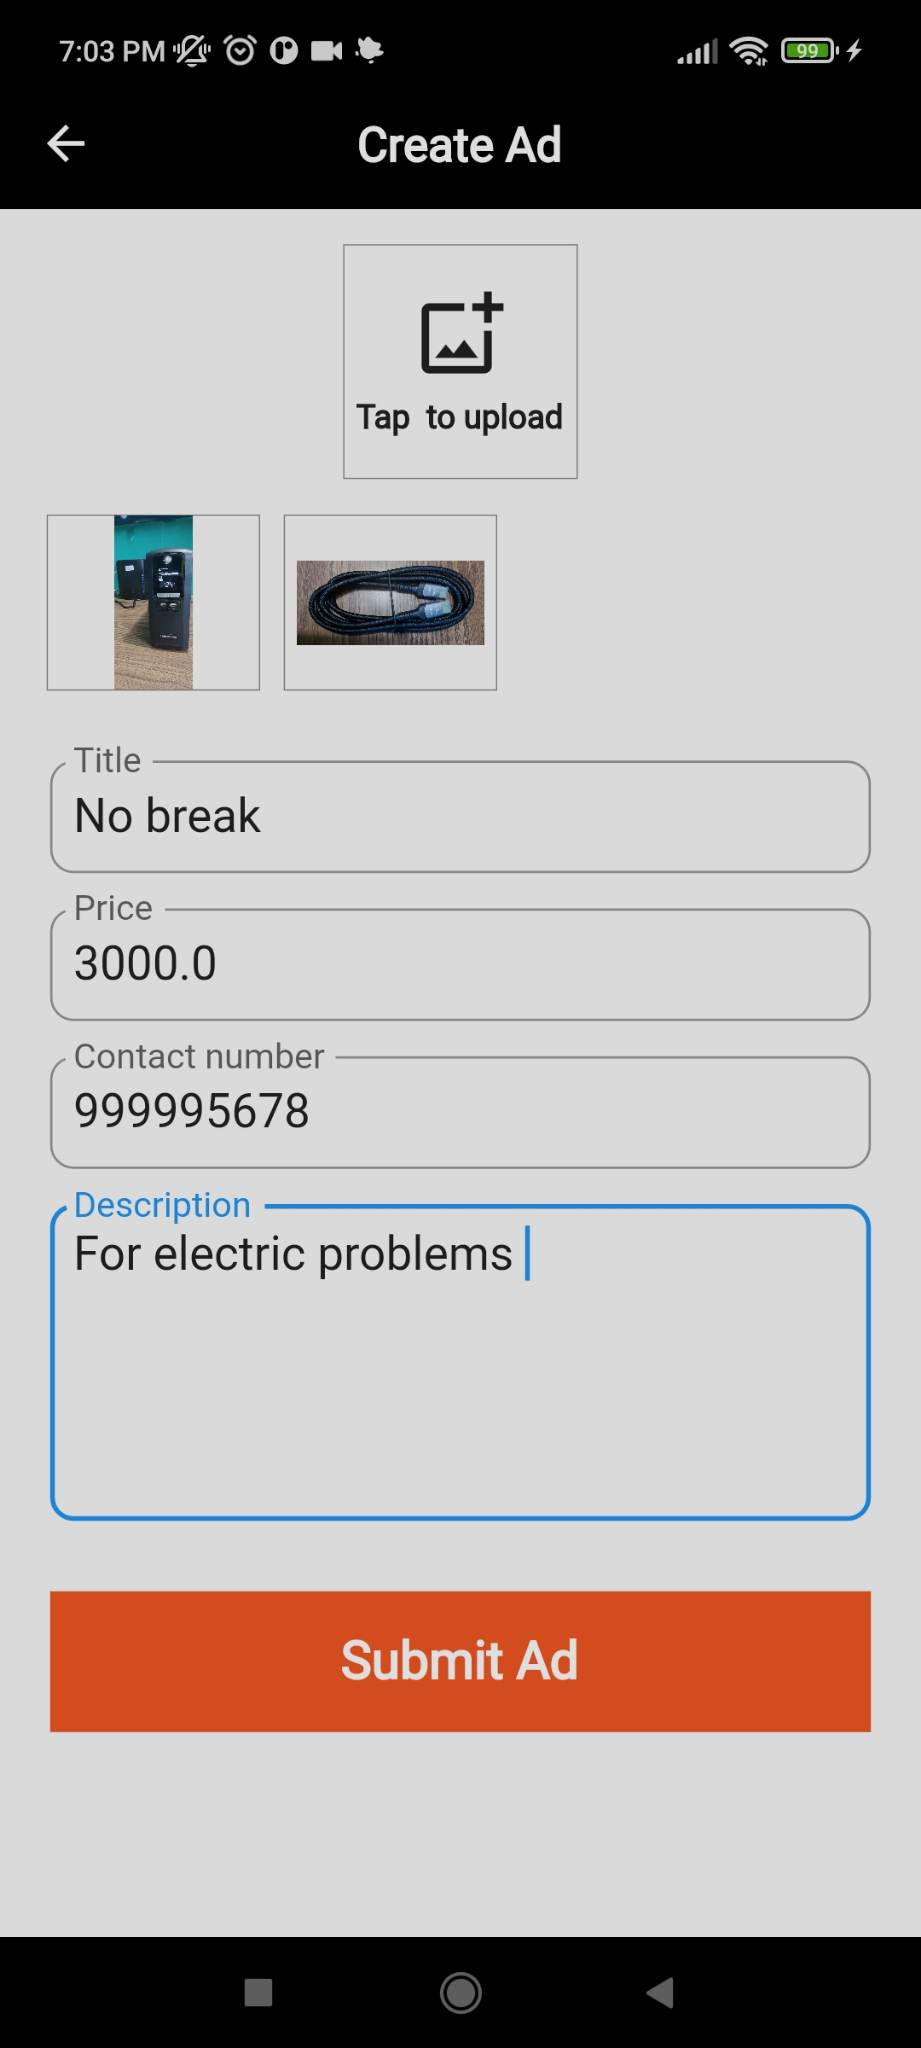 7:03 PM
99
Create Ad
Tap to upload
Title
No break
Price
3000.0
Contact number
999995678
Description
For electric problems
Submit Ad